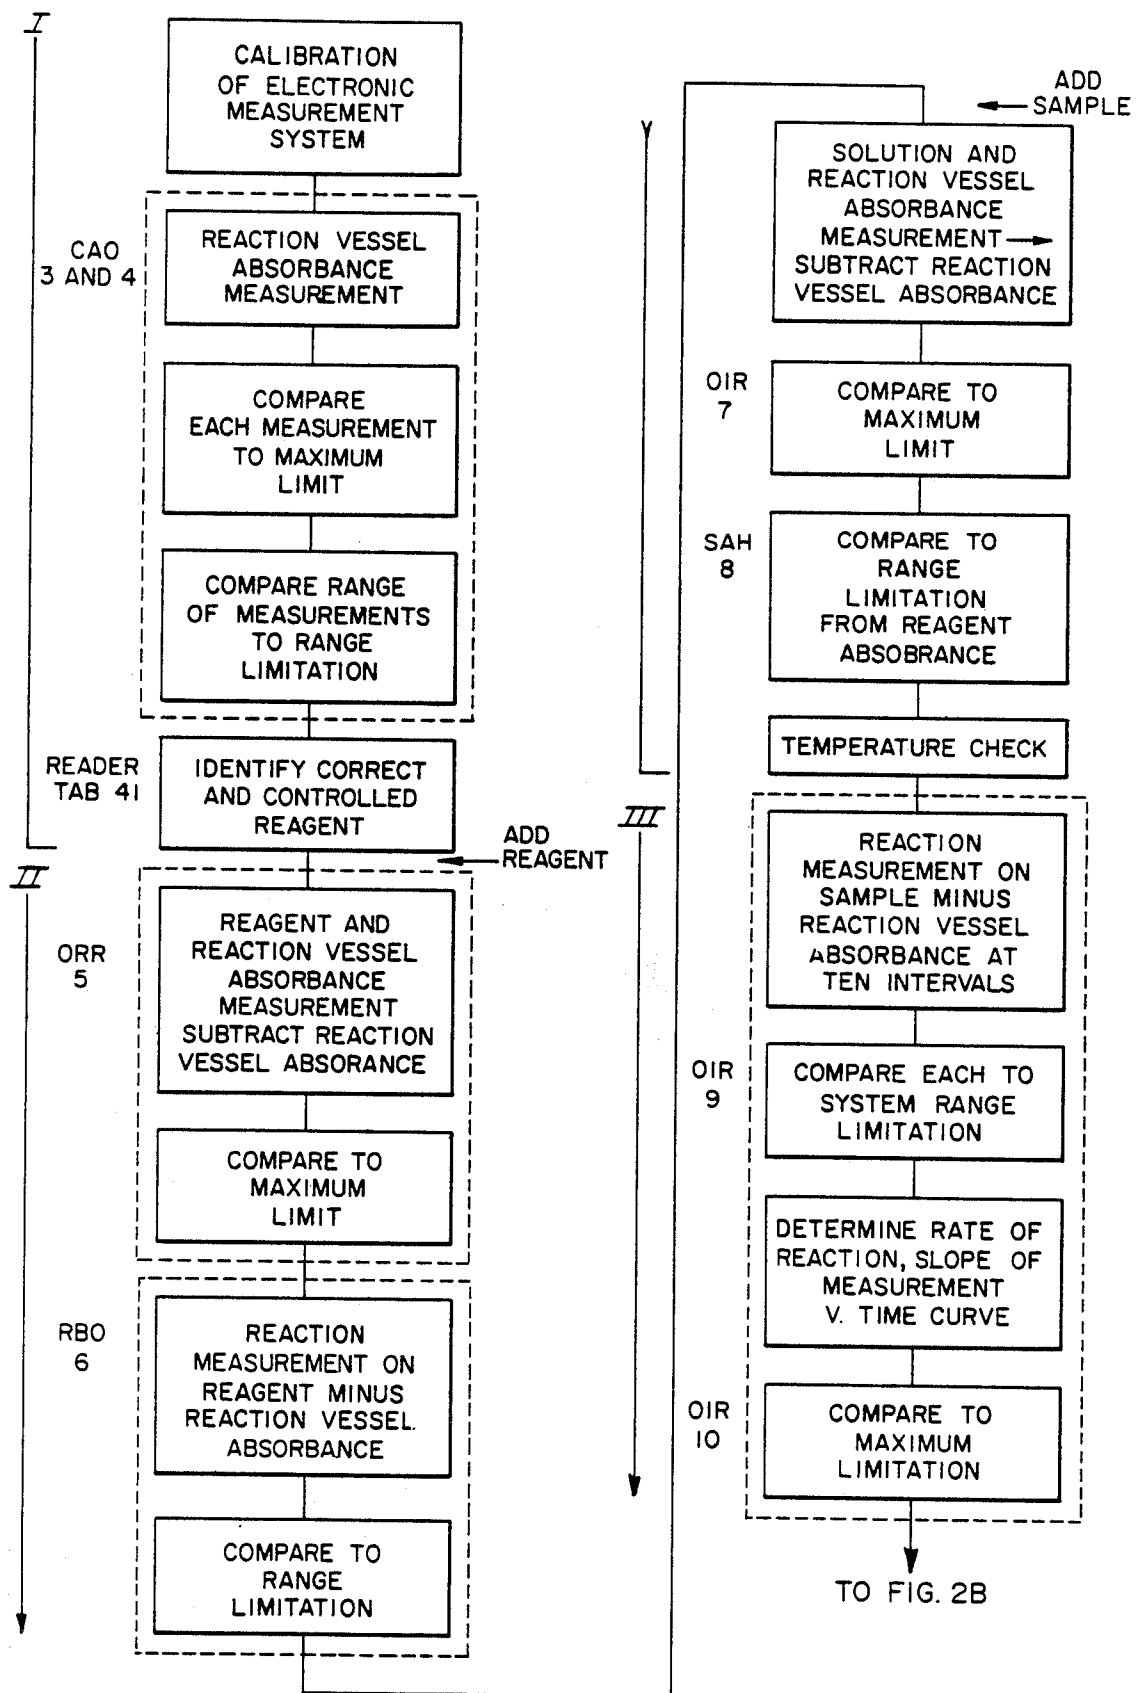 I
CALIBRATION
OF ELECTRONIC
MEASUREMENT
SYSTEM
CAO
3 AND 4
REACTION VESSEL
ABSORBANCE
MEASUREMENT
COMPARE
EACH MEASUREMENT
TO MAXIMUM
LIMIT
COMPARE RANGE
OF MEASUREMENTS
TO RANGE
LIMITATION
READER
TAB 41
IDENTIFY CORRECT
AND CONTROLLED
REAGENT
ADD
REAGENT
II
ORR
5
REAGENT AND
REACTION VESSEL
ABSORBANCE
MEASUREMENT
SUBTRACT REACTION
VESSEL ABSORANCE
COMPARE TO
MAXIMUM
LIMIT
RBO
6
REACTION
MEASUREMENT ON
REAGENT MINUS
REACTION VESSEL
ABSORBANCE
COMPARE TO
RANGE
LIMITATION
ADD
SAMPLE
SOLUTION AND
REACTION VESSEL
ABSORBANCE
MEASUREMENT →
SUBTRACT REACTION
VESSEL ABSORBANCE
OIR
7
COMPARE TO
MAXIMUM
LIMIT
SAH
8
COMPARE TO
RANGE
LIMITATION
FROM REAGENT
ABSOBRANCE
TEMPERATURE CHECK
III
REACTION
MEASUREMENT ON
SAMPLE MINUS
REACTION VESSEL
ABSORBANCE AT
TEN INTERVALS
OIR
9
COMPARE EACH TO
SYSTEM RANGE
LIMITATION
DETERMINE RATE OF
REACTION, SLOPE OF
MEASUREMENT
V. TIME CURVE
OIR
10
COMPARE TO
MAXIMUM
LIMITATION
TO FIG. 2B